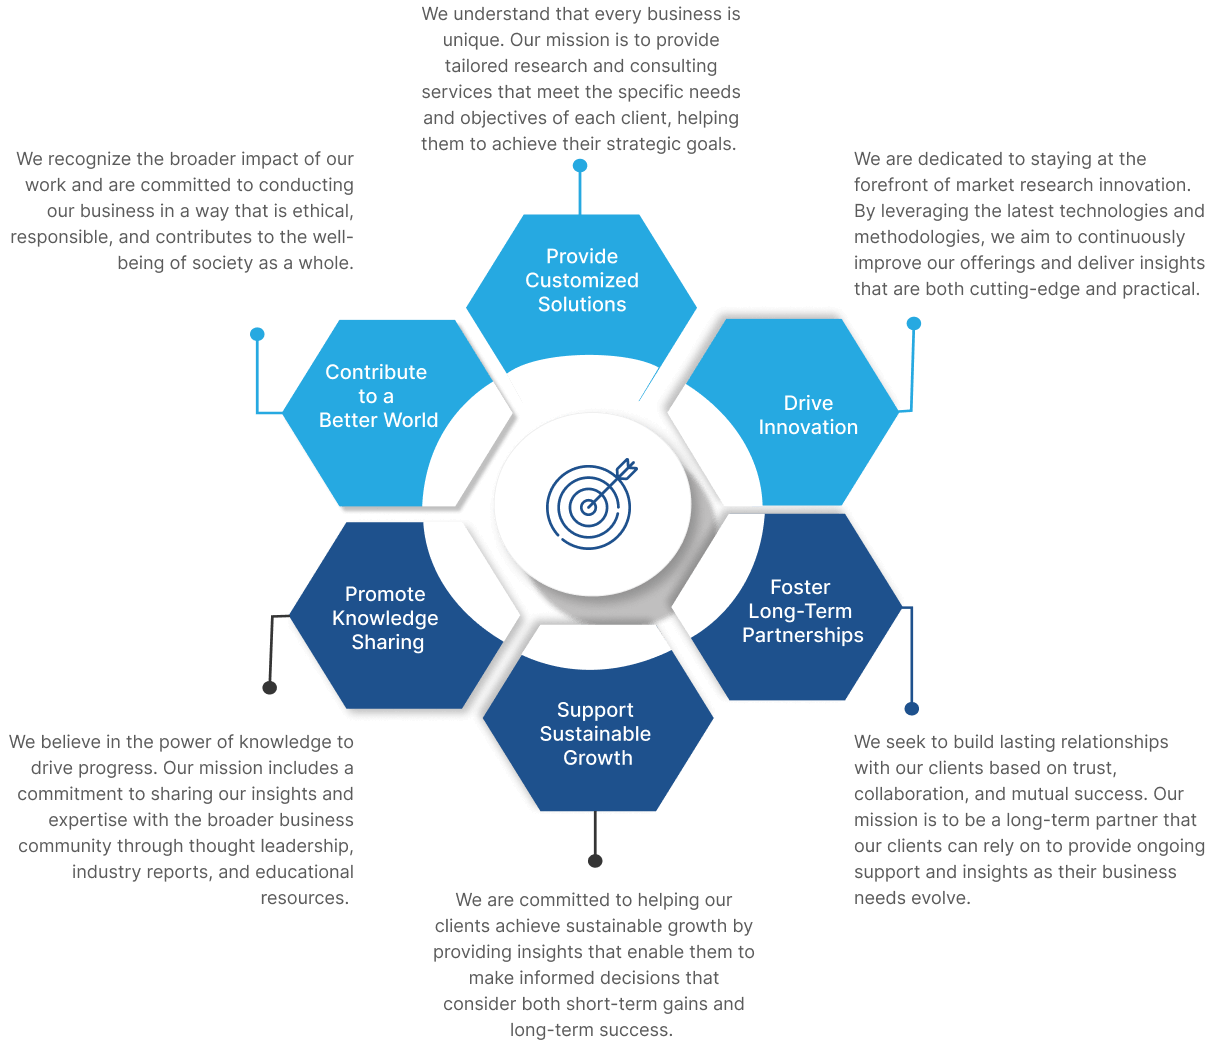 We understand that every business is
unique. Our mission is to provide
tailored research and consulting
services that meet the specific needs
and objectives of each client, helping
them to achieve their strategic goals.
We recognize the broader impact of our
work and are committed to conducting
our business in a way that is ethical,
responsible, and contributes to the well-
being of society as a whole.
We are dedicated to staying at the
forefront of market research innovation.
By leveraging the latest technologies and
methodologies, we aim to continuously
improve our offerings and deliver insights
that are both cutting-edge and practical.
Provide
Customized
Solutions
Contribute
to a
Better World
Drive
Innovation
Promote
Knowledge
Sharing
Foster
Long-Term
Partnerships
Support
Sustainable
Growth
We believe in the power of knowledge to
drive progress. Our mission includes a
commitment to sharing our insights and
expertise with the broader business
community through thought leadership,
industry reports, and educational
resources.
We seek to build lasting relationships
with our clients based on trust,
collaboration, and mutual success. Our
mission is to be a long-term partner that
our clients can rely on to provide ongoing
support and insights as their business
needs evolve.
We are committed to helping our
clients achieve sustainable growth by
providing insights that enable them to
make informed decisions that
consider both short-term gains and
long-term success.